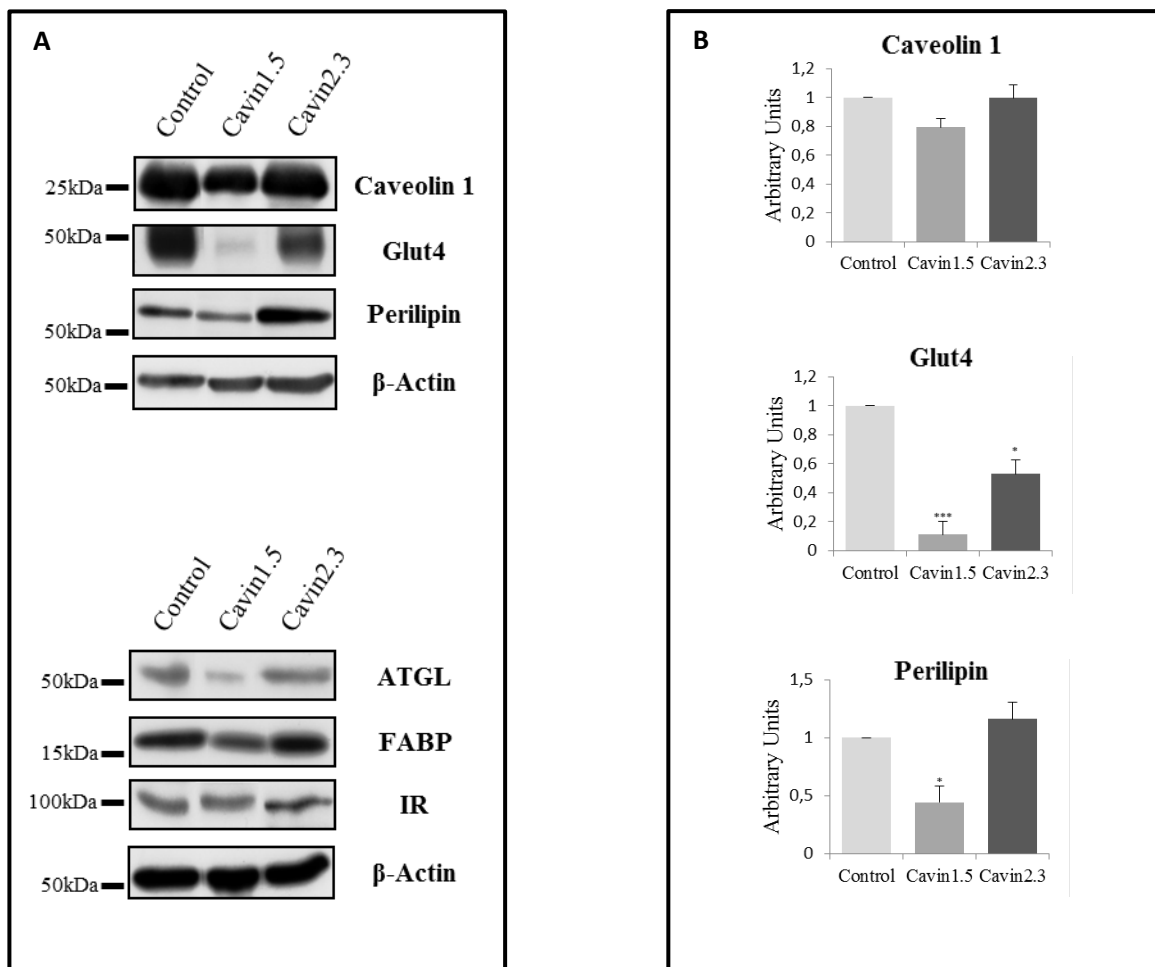 A
Control
Cavin1.5
Cavin2.3
25kDa
Caveolin 1
50kDa
Glut4
50kDa
Perilipin
50kDa
β-Actin
Control
Cavin1.5
Cavin2.3
50kDa
ATGL
15kDa
FABP
100kDa
IR
50kDa
β-Actin
B
Caveolin 1
Arbitrary Units
1,2
1
0,8
0,6
0,4
0,2
0
Control Cavin1.5 Cavin2.3
Glut4
Arbitrary Units
1,2
1
0,8
0,6
0,4
0,2
0
***
*
Control Cavin1.5 Cavin2.3
Perilipin
Arbitrary Units
1,5
1
0,5
0
*
Control Cavin1.5 Cavin2.3